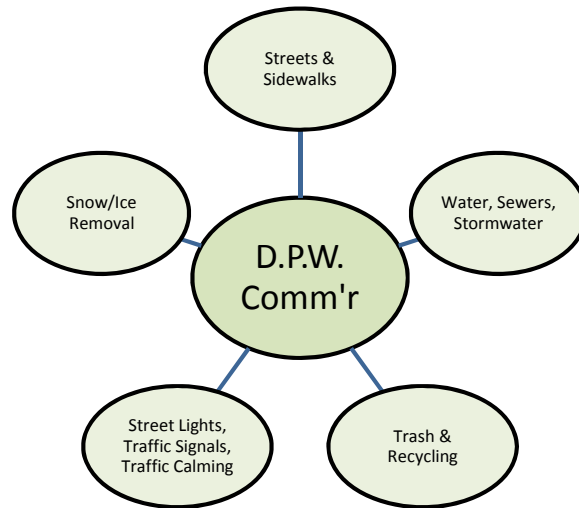 Streets &
Sidewalks
Snow/Ice
Removal
Water, Sewers,
Stormwater
D.P.W.
Comm'r
Street Lights,
Traffic Signals,
Traffic Calming
Trash &
Recycling